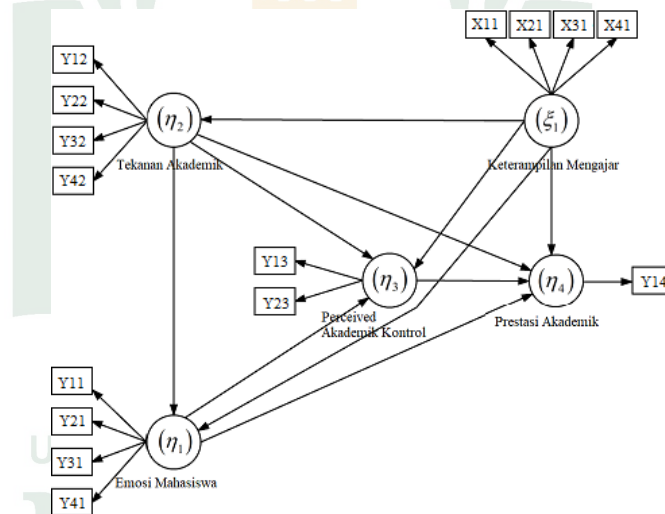 X11 X21 X31 X41
Y12
Y22
Y32
Y42
(η₂)
(ξ₁)
Tekanan Akademik
Keterampilan Mengajar
Y13
Y23
(η₃)
(η₄)
Y14
Perceived
Akademik Kontrol
Prestasi Akademik
Y11
Y21
Y31
Y41
(η₁)
Emosi Mahasiswa
U